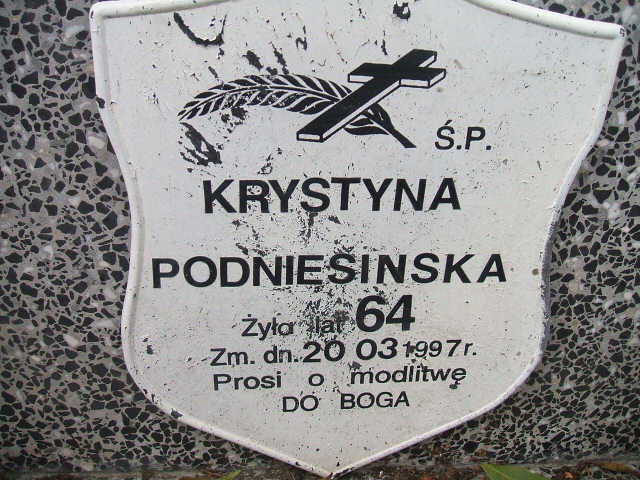 Ś.P.
KRYSTYNA
PODNIESINSKA
Żyła lat 64
Zm. dn. 20 03 1997 r.
Prosi o modlitwę
DO BOGA